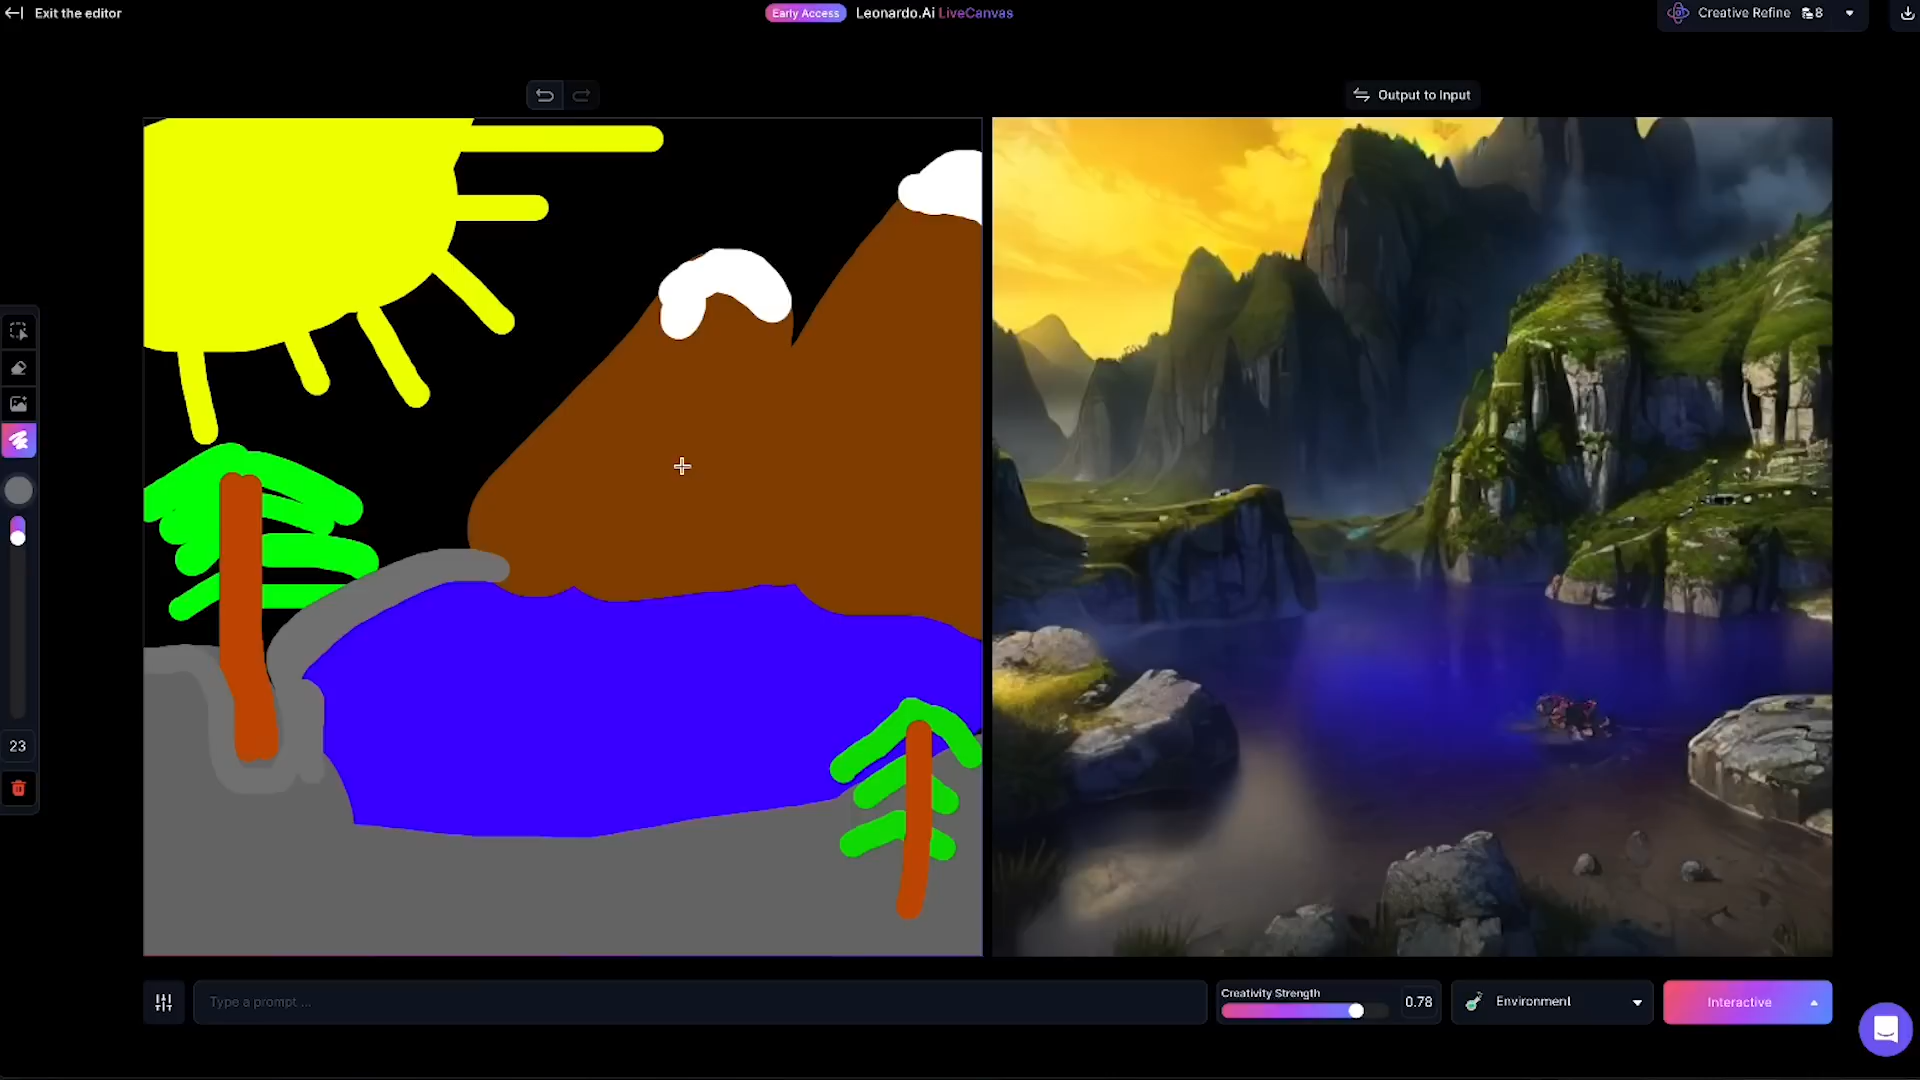 Exit the editor
Early Access Leonardo.Ai LiveCanvas
Creative Refine 8
Output to Input
23
Type a prompt ...
Creativity Strength
0.78
Environment
Interactive